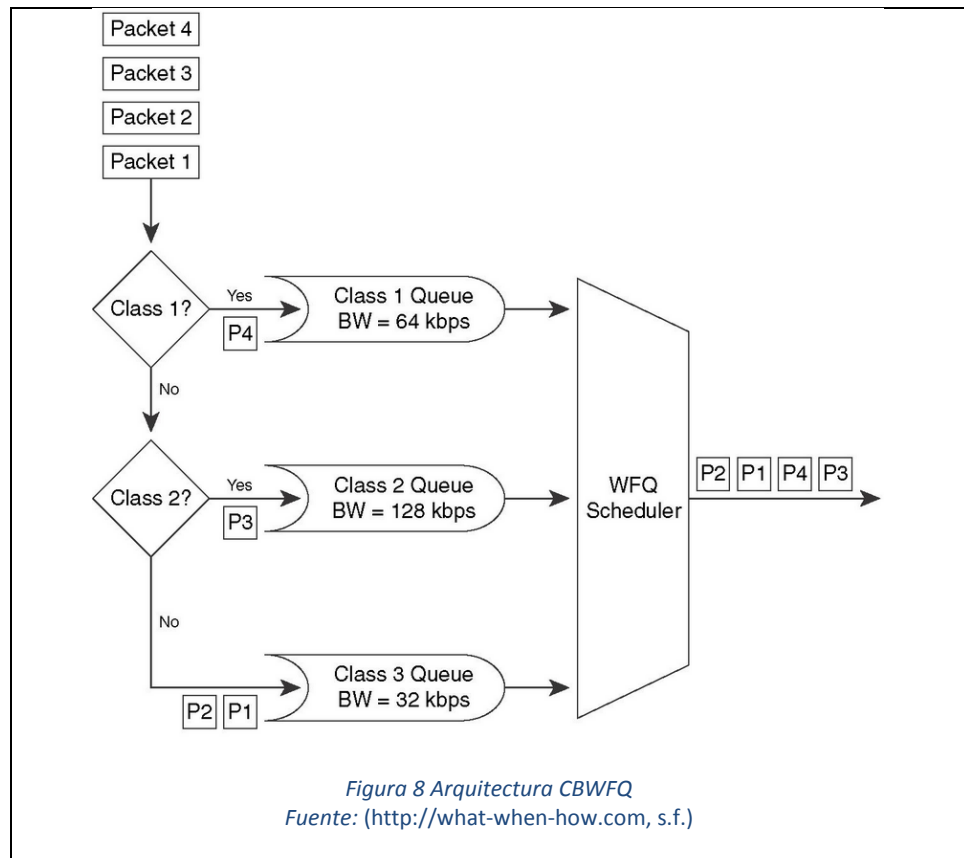 Packet 4
Packet 3
Packet 2
Packet 1
Class 1?
Yes
P4
Class 1 Queue
BW = 64 kbps
No
Class 2?
Yes
P3
Class 2 Queue
BW = 128 kbps
WFQ
Scheduler
P2 P1 P4 P3
No
P2 P1
Class 3 Queue
BW = 32 kbps
Figura 8 Arquitectura CBWFQ
Fuente: (http://what-when-how.com, s.f.)